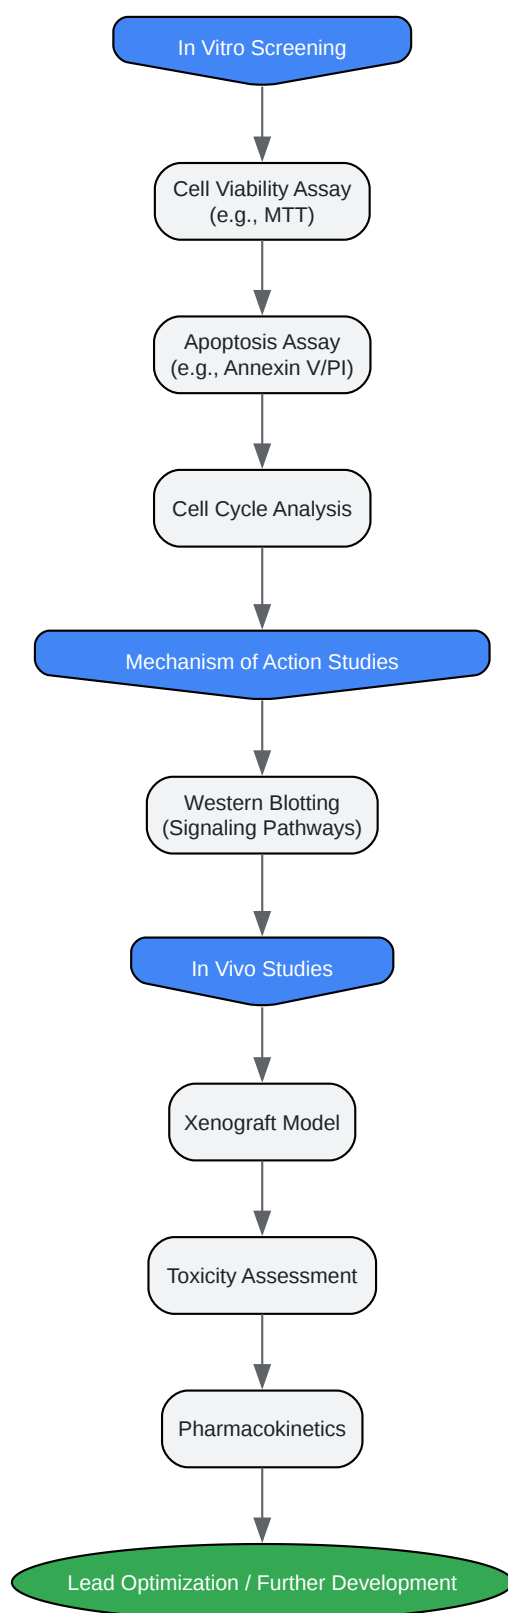 In Vitro Screening
Cell Viability Assay
(e.g., MTT)
Apoptosis Assay
(e.g., Annexin V/PI)
Cell Cycle Analysis
Mechanism of Action Studies
Western Blotting
(Signaling Pathways)
In Vivo Studies
Xenograft Model
Toxicity Assessment
Pharmacokinetics
Lead Optimization / Further Development